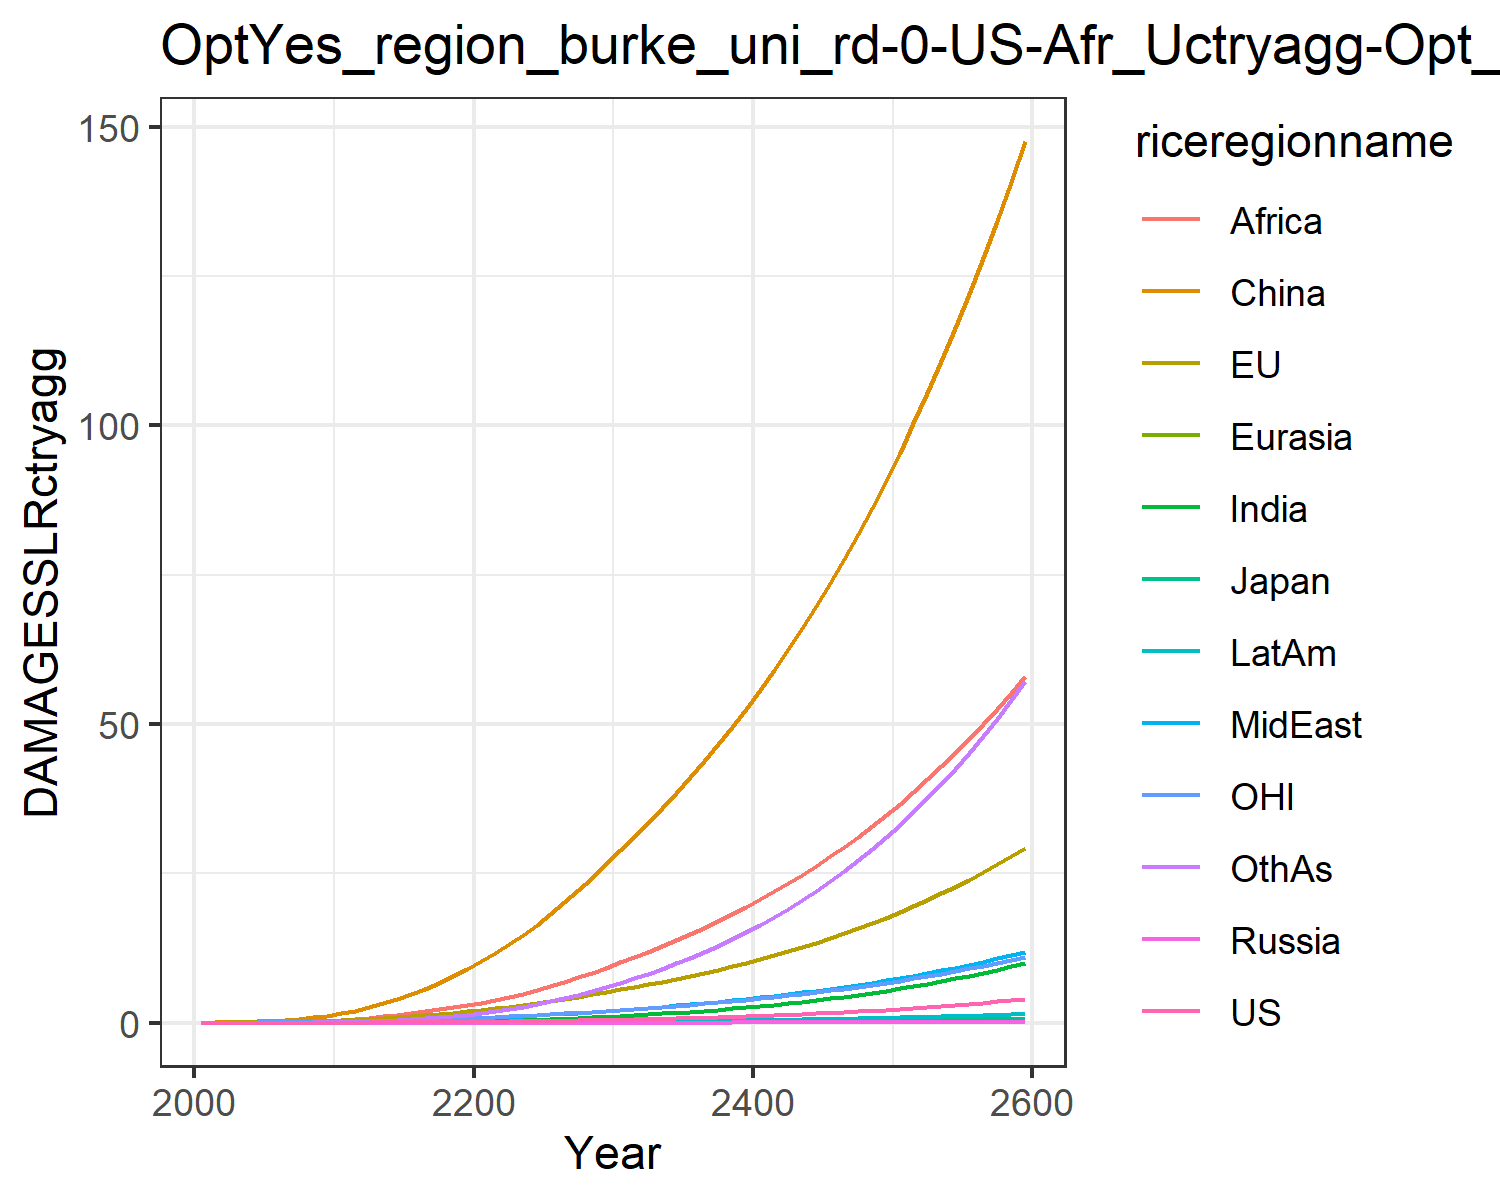 OptYes_region_burke_uni_rd-0-US-Afr_Uctryagg-Opt_
150
100
50
0
DAMAGESSLRctryagg
2000 2200 2400 2600
Year
riceregionname
Africa
China
EU
Eurasia
India
Japan
LatAm
MidEast
OHI
OthAs
Russia
US